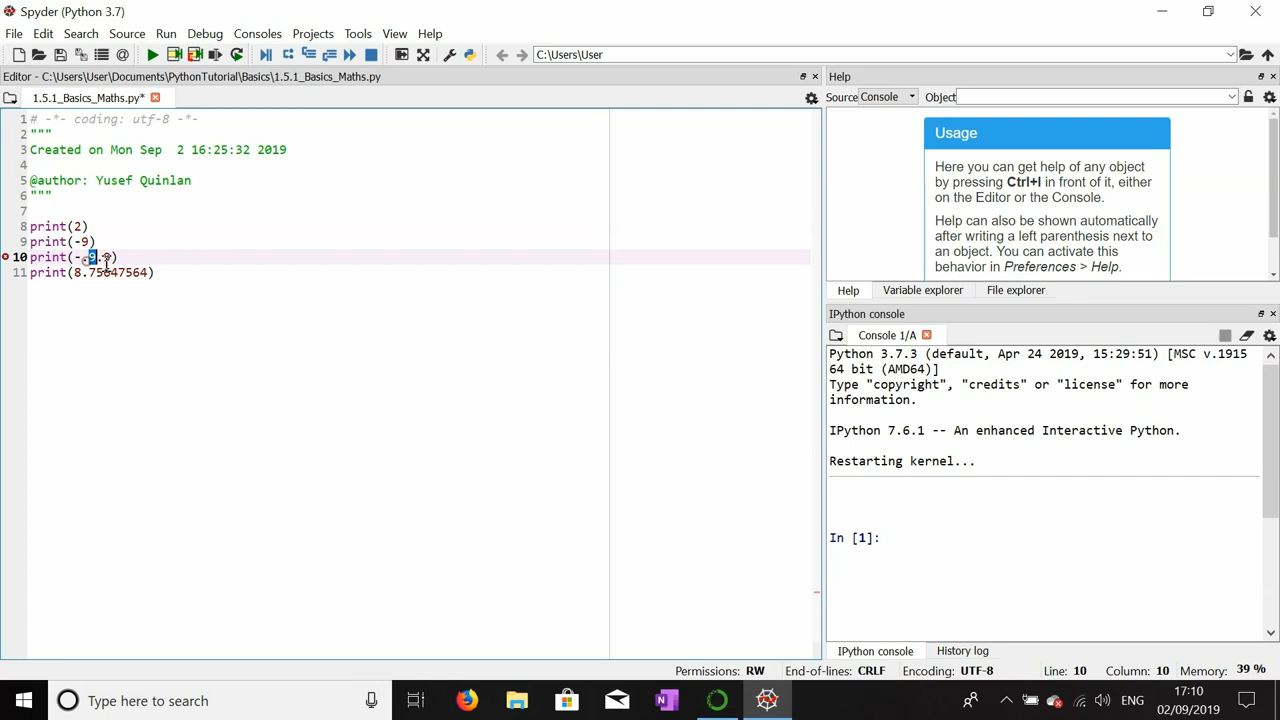 Spyder (Python 3.7)
File Edit Search Source Run Debug Consoles Projects Tools View Help
C:\Users\User
Editor - C:\Users\User\Documents\PythonTutorial\Basics\1.5.1_Basics_Maths.py
1.5.1_Basics_Maths.py*
1 # -*- coding: utf-8 -*-
2 """
3 Created on Mon Sep  2 16:25:32 2019
4
5 @author: Yusef Quinlan
6 """
7
8 print(2)
9 print(-9)
10
11
Help
Source Console Object
Usage
Here you can get help of any object
by pressing Ctrl+I in front of it, either
on the Editor or the Console.
Help can also be shown automatically
after writing a left parenthesis next to
an object. You can activate this
behavior in Preferences > Help.
Help Variable explorer File explorer
IPython console
Console 1/A
Python 3.7.3 (default, Apr 24 2019, 15:29:51) [MSC v.1915
64 bit (AMD64)]
Type "copyright", "credits" or "license" for more
information.
IPython 7.6.1 -- An enhanced Interactive Python.
Restarting kernel...
In [1]:
IPython console History log
Permissions: RW End-of-lines: CRLF Encoding: UTF-8 Line: 10 Column: 10 Memory: 39 %
Type here to search
ENG
17:10
02/09/2019